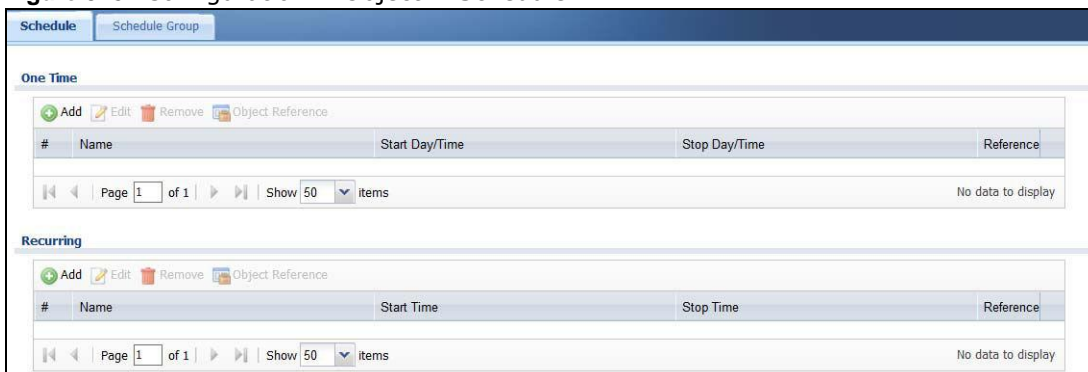 Schedule Schedule Group
One Time
Add Edit Remove Object Reference
# Name Start Day/Time Stop Day/Time Reference
Page 1 of 1 Show 50 items No data to display
Recurring
Add Edit Remove Object Reference
# Name Start Time Stop Time Reference
Page 1 of 1 Show 50 items No data to display